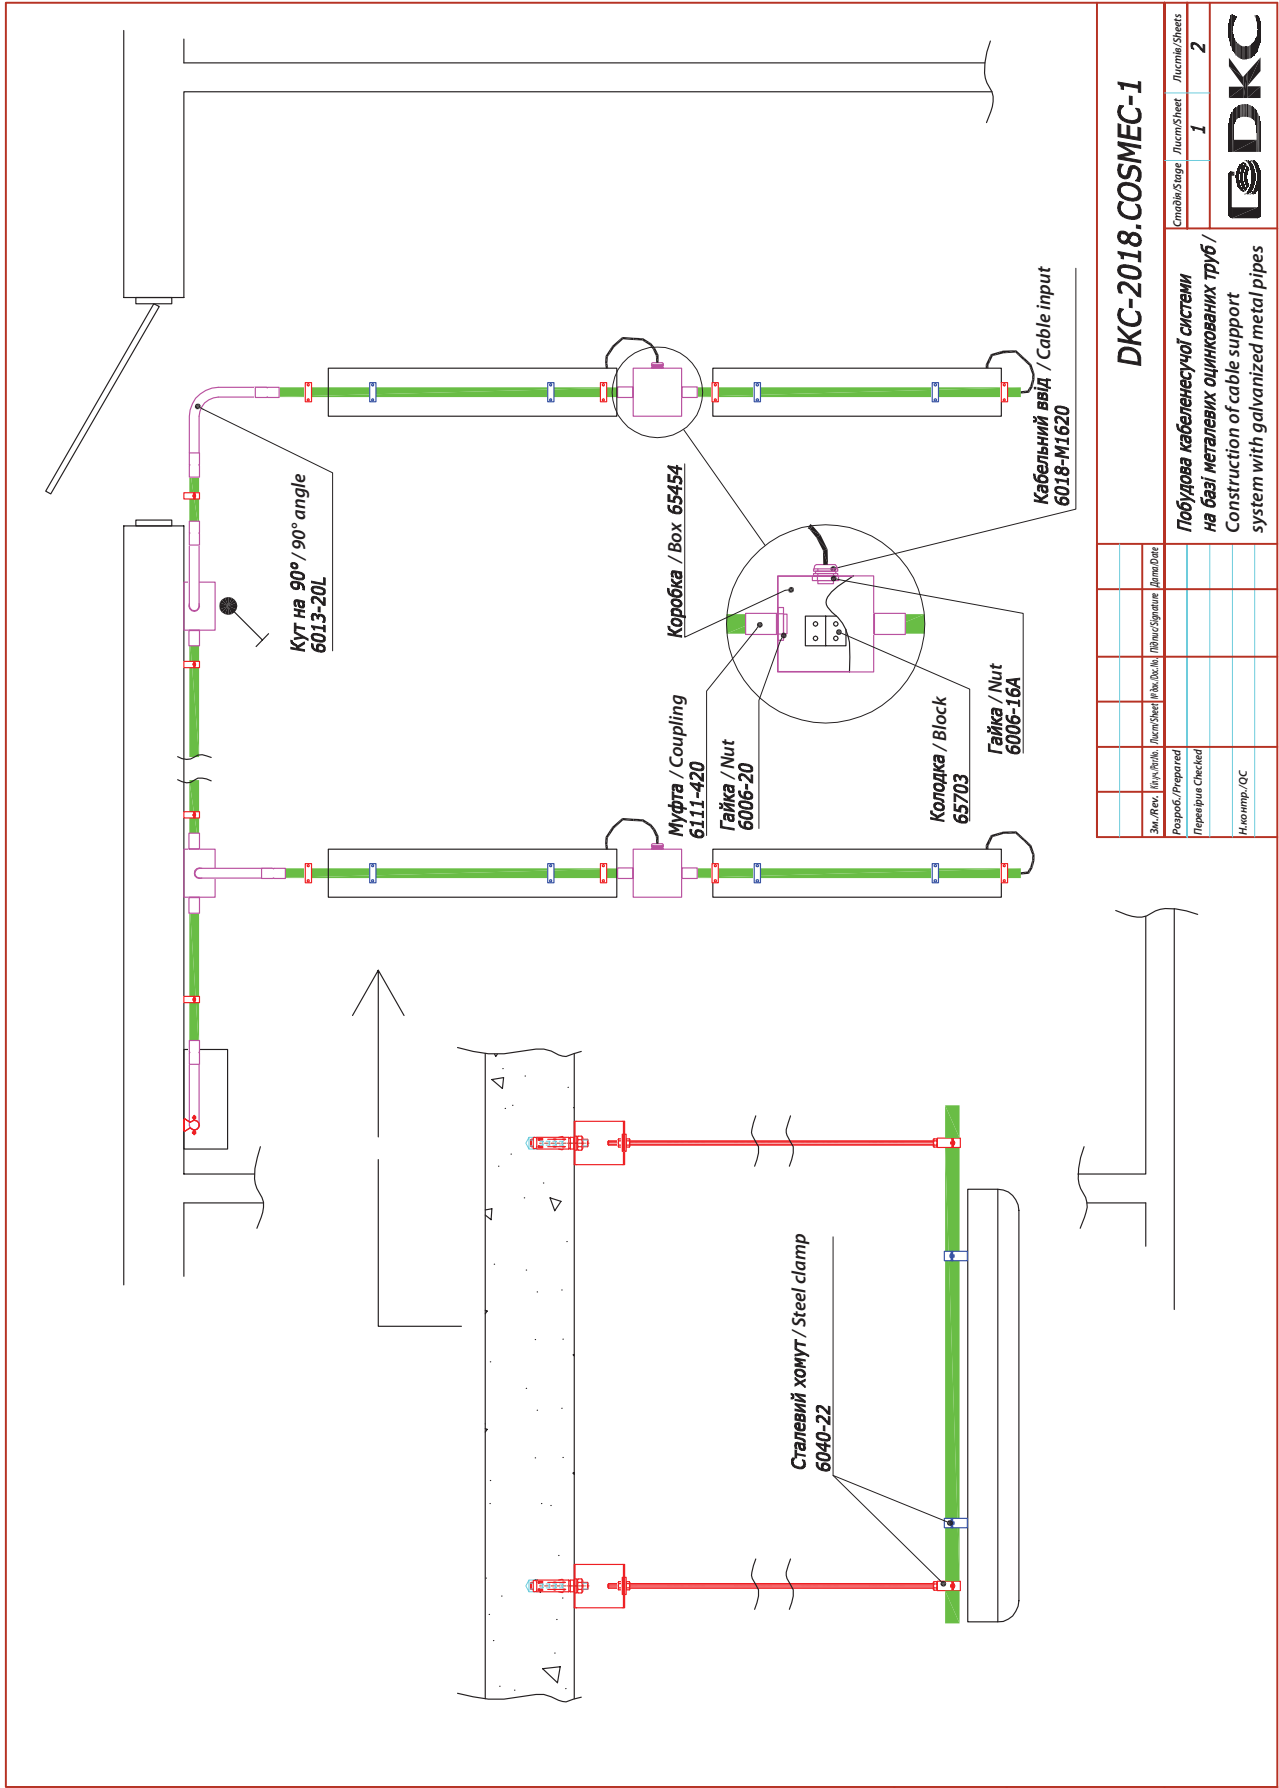 Кут на 90° / 90° angle
6013-20L
Коробка / Box 65454
Кабельний ввід / Cable input
6018-M1620
Муфта / Coupling
6111-420
Гайка / Nut
6006-20
Колодка / Block
65703
Гайка / Nut
6006-16A
Сталевий хомут / Steel clamp
6040-22
DKC-2018.COSMEC-1
Зм./Rev.
Лист/Sheet
№ док./Doc.No.
Підпис/Signature
Дата/Date
Розроб./Prepared
Перевірив Checked
Н.контр./QC
Побудова кабеленесучої системи
на базі металевих оцинкованих труб /
Construction of cable support
system with galvanized metal pipes
Стадія/Stage
Лист/Sheet
Листів/Sheets
1
2
DKC